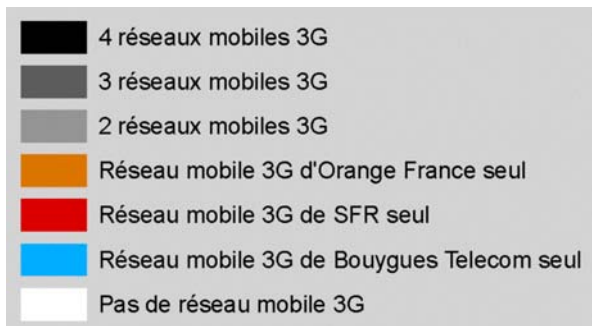 4 réseaux mobiles 3G
3 réseaux mobiles 3G
2 réseaux mobiles 3G
Réseau mobile 3G d'Orange France seul
Réseau mobile 3G de SFR seul
Réseau mobile 3G de Bouygues Telecom seul
Pas de réseau mobile 3G